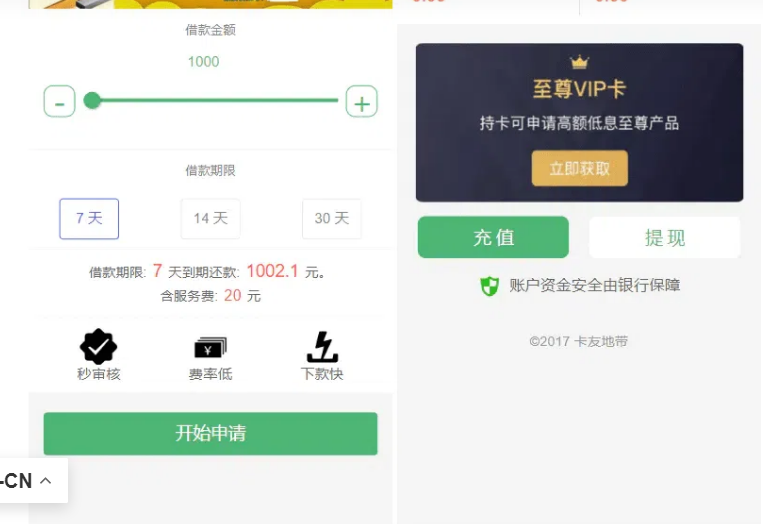 借款金额
1000
-
+
借款期限
7 天
14 天
30 天
借款期限: 7 天到期还款: 1002.1 元。
含服务费: 20 元
¥
秒审核
费率低
下款快
开始申请
-CN
至尊VIP卡
持卡可申请高额低息至尊产品
立即获取
充值
提现
账户资金安全由银行保障
©2017 卡友地带